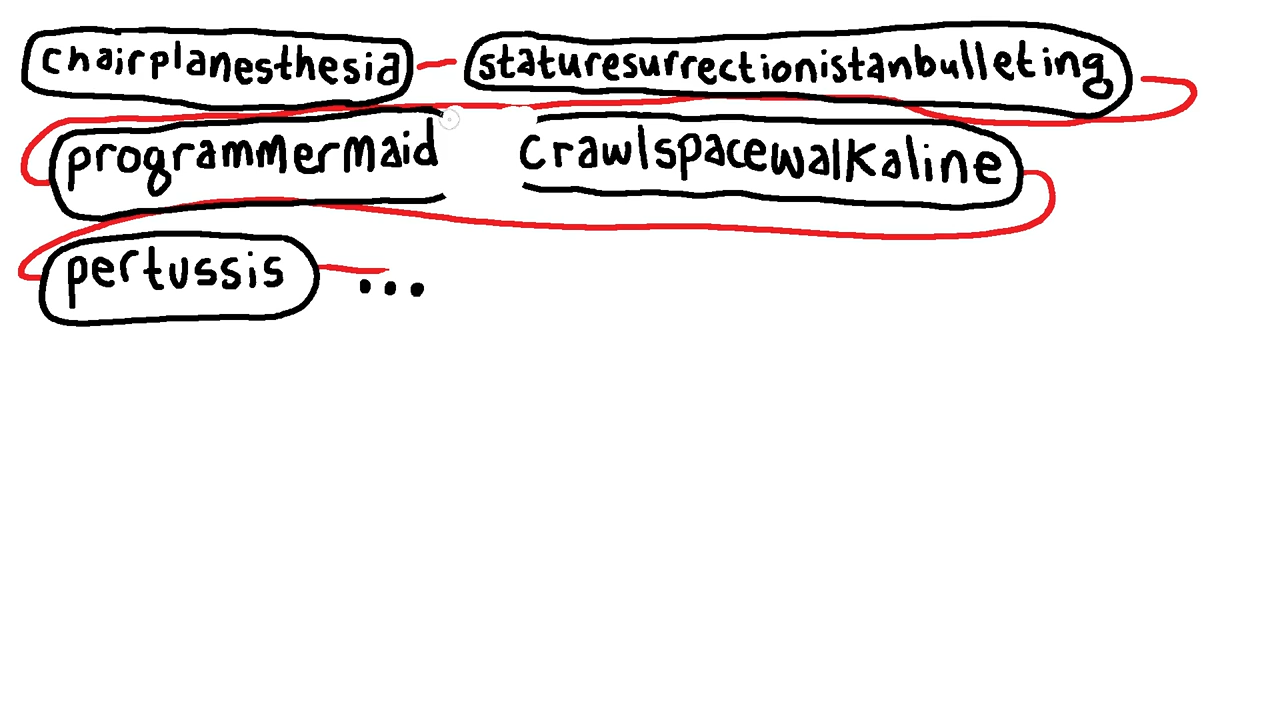 chairplanesthesia staturesurrectionistanbulleting
programmermaid crawlspacewalkaline
pertussis ...